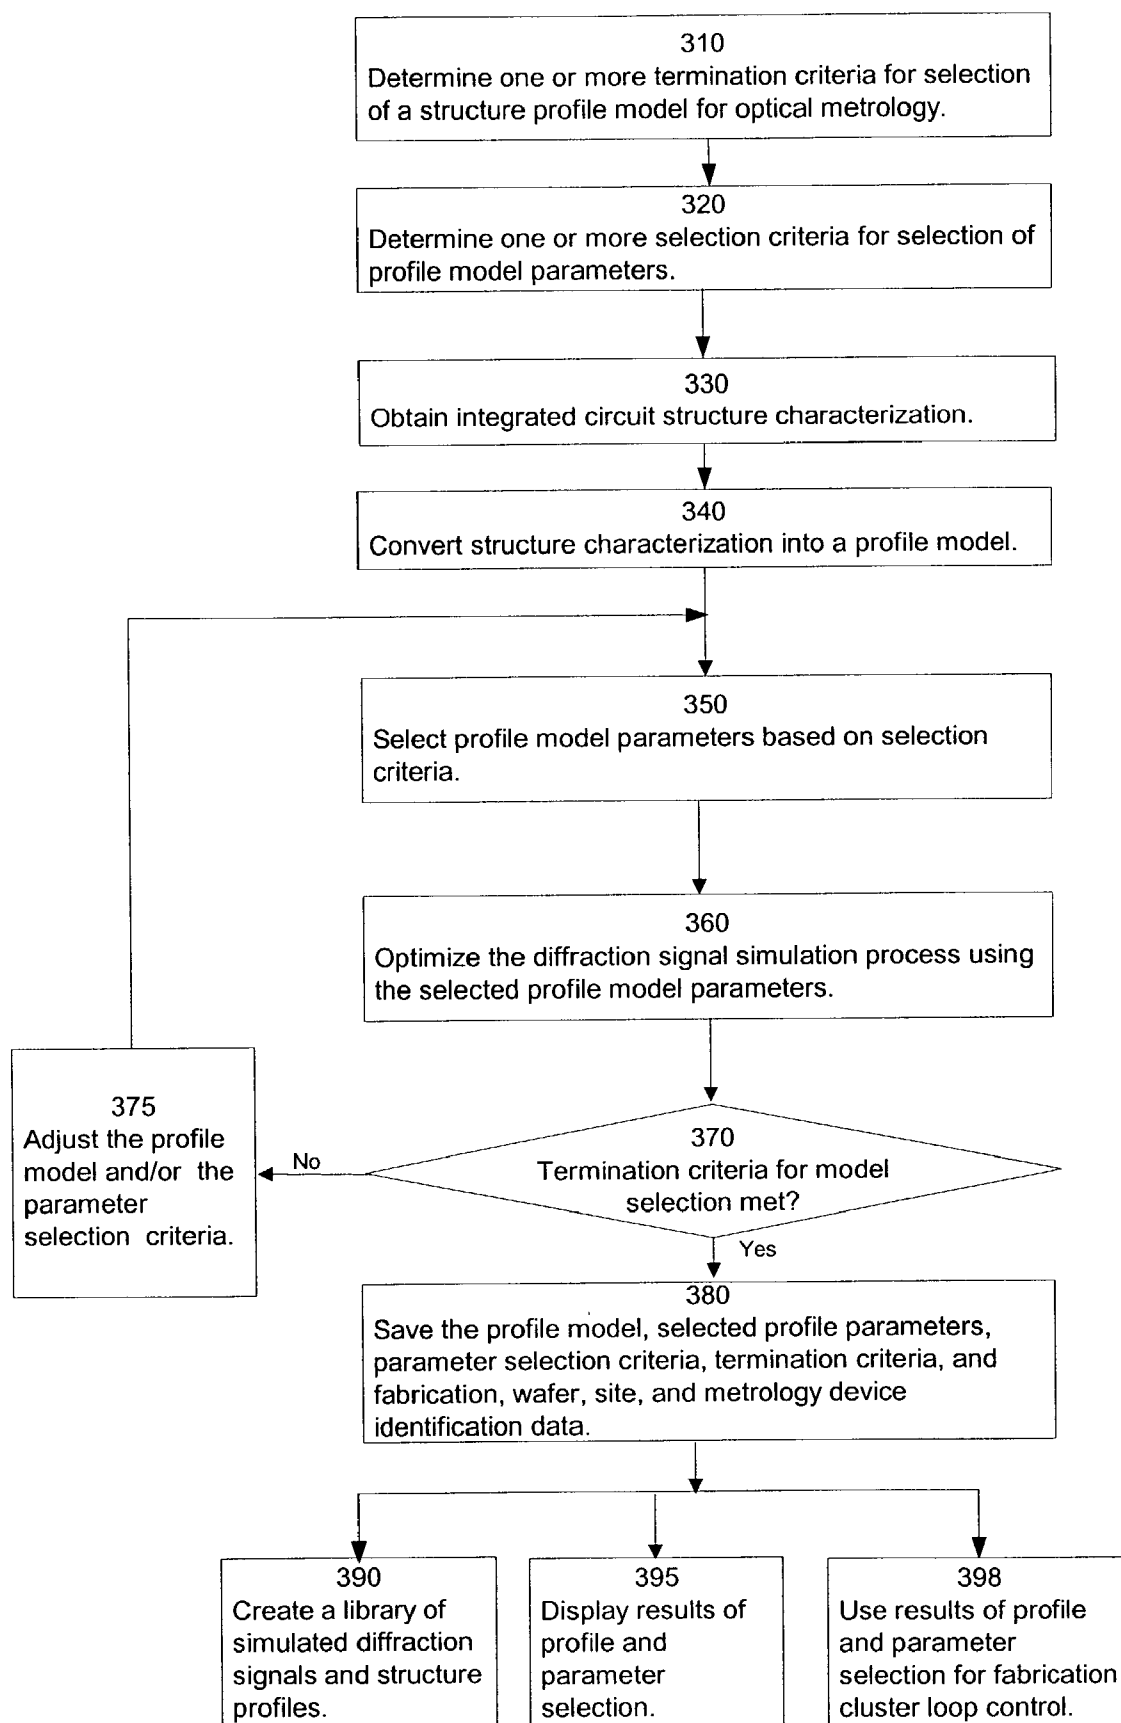 310
Determine one or more termination criteria for selection
of a structure profile model for optical metrology.
320
Determine one or more selection criteria for selection of
profile model parameters.
330
Obtain integrated circuit structure characterization.
340
Convert structure characterization into a profile model.
350
Select profile model parameters based on selection
criteria.
360
Optimize the diffraction signal simulation process using
the selected profile model parameters.
375
Adjust the profile
model and/or the
parameter
selection criteria.
No
370
Termination criteria for model
selection met?
Yes
380
Save the profile model, selected profile parameters,
parameter selection criteria, termination criteria, and
fabrication, wafer, site, and metrology device
identification data.
390
Create a library of
simulated diffraction
signals and structure
profiles.
395
Display results of
profile and
parameter
selection.
398
Use results of profile
and parameter
selection for fabrication
cluster loop control.